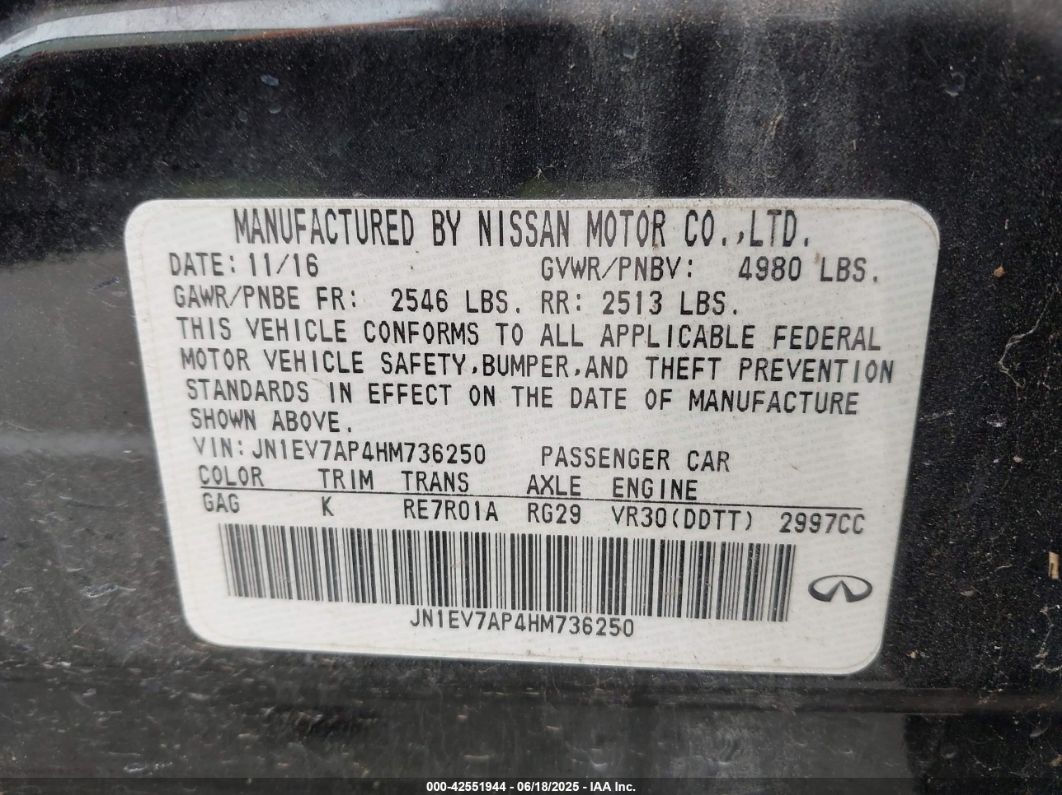 MANUFACTURED BY NISSAN MOTOR CO.,LTD.
DATE: 11/16 GVWR/PNBV: 4980 LBS.
GAWR/PNBE FR: 2546 LBS. RR: 2513 LBS.
THIS VEHICLE CONFORMS TO ALL APPLICABLE FEDERAL
MOTOR VEHICLE SAFETY,BUMPER,AND THEFT PREVENTION
STANDARDS IN EFFECT ON THE DATE OF MANUFACTURE
SHOWN ABOVE.
VIN: JN1EV7AP4HM736250 PASSENGER CAR
COLOR TRIM TRANS AXLE ENGINE
GAG K RE7R01A RG29 VR30(DDTT) 2997CC
JN1EV7AP4HM736250
000-42551944 - 06/18/2025 - IAA Inc.